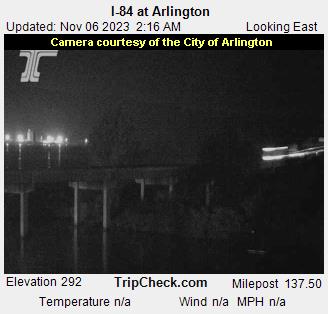 I-84 at Arlington
Updated: Nov 06 2023 2:16 AM Looking East
Camera courtesy of the City of Arlington
Elevation 292 TripCheck.com Milepost 137.50
Temperature n/a Wind n/a MPH n/a